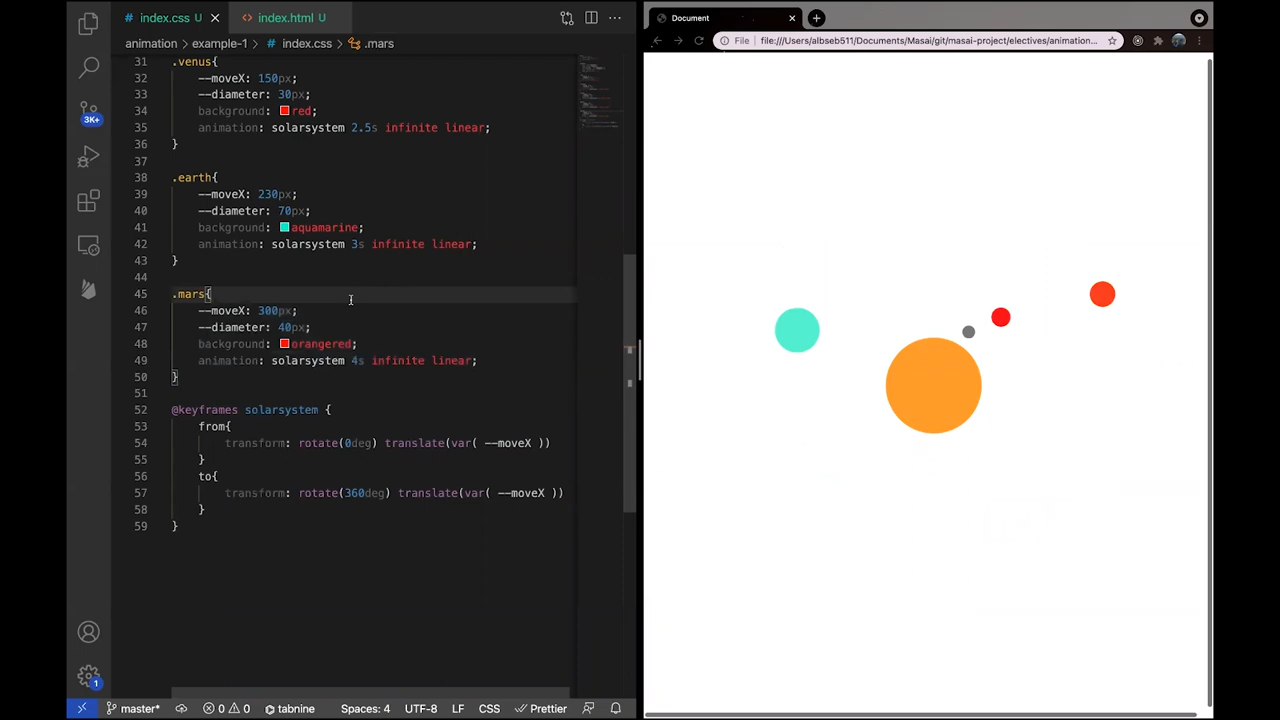 index.css U
index.html U
animation > example-1 > # index.css > .mars
31 .venus{
32 --moveX: 150px;
33 --diameter: 30px;
34 background: red;
35 animation: solarsystem 2.5s infinite linear;
36 }
37
38 .earth{
39 --moveX: 230px;
40 --diameter: 70px;
41 background: aquamarine;
42 animation: solarsystem 3s infinite linear;
43 }
44
45 .mars{
46 --moveX: 300px;
47 --diameter: 40px;
48 background: orangered;
49 animation: solarsystem 4s infinite linear;
50 }
51
52 @keyframes solarsystem {
53 from{
54 transform: rotate(0deg) translate(var( --moveX ))
55 }
56 to{
57 transform: rotate(360deg) translate(var( --moveX ))
58 }
59 }
3K+
1
master* 0 0 tabnine Spaces: 4 UTF-8 LF CSS Prettier
Document
File file:///Users/albseb511/Documents/Masai/git/masai-project/electives/animation...